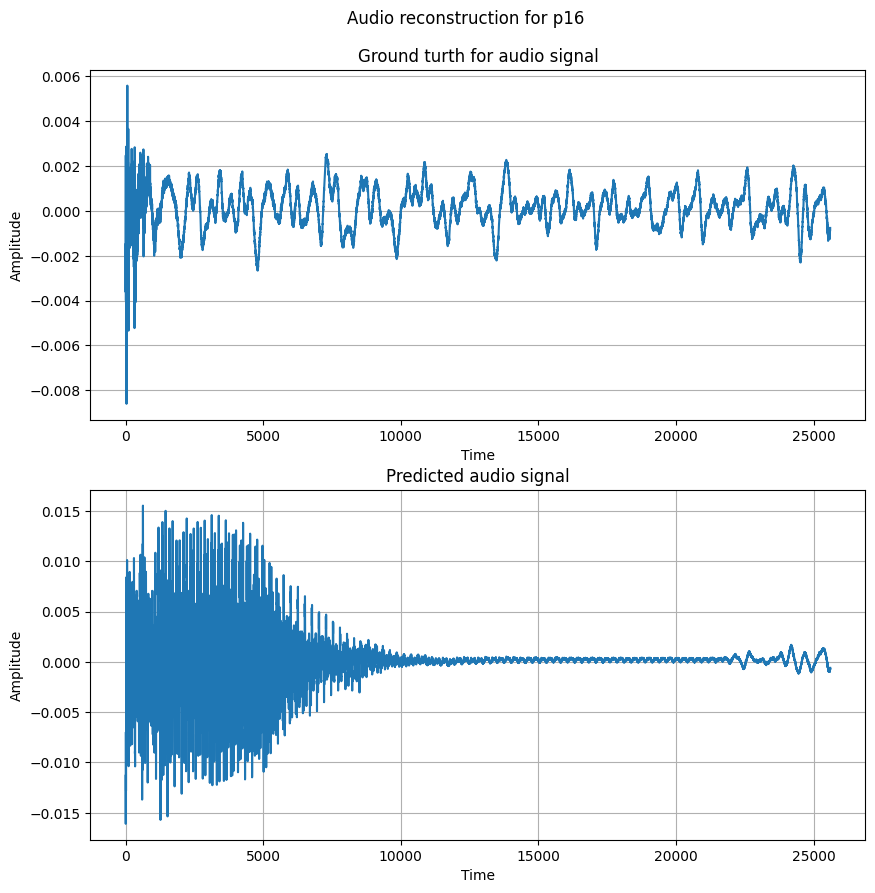 Audio reconstruction for p16
Ground turth for audio signal
0.006
0.004
0.002
0.000
−0.002
−0.004
−0.006
−0.008
Amplitude
0 5000 10000 15000 20000 25000
Time
Predicted audio signal
0.015
0.010
0.005
0.000
−0.005
−0.010
−0.015
Amplitude
0 5000 10000 15000 20000 25000
Time